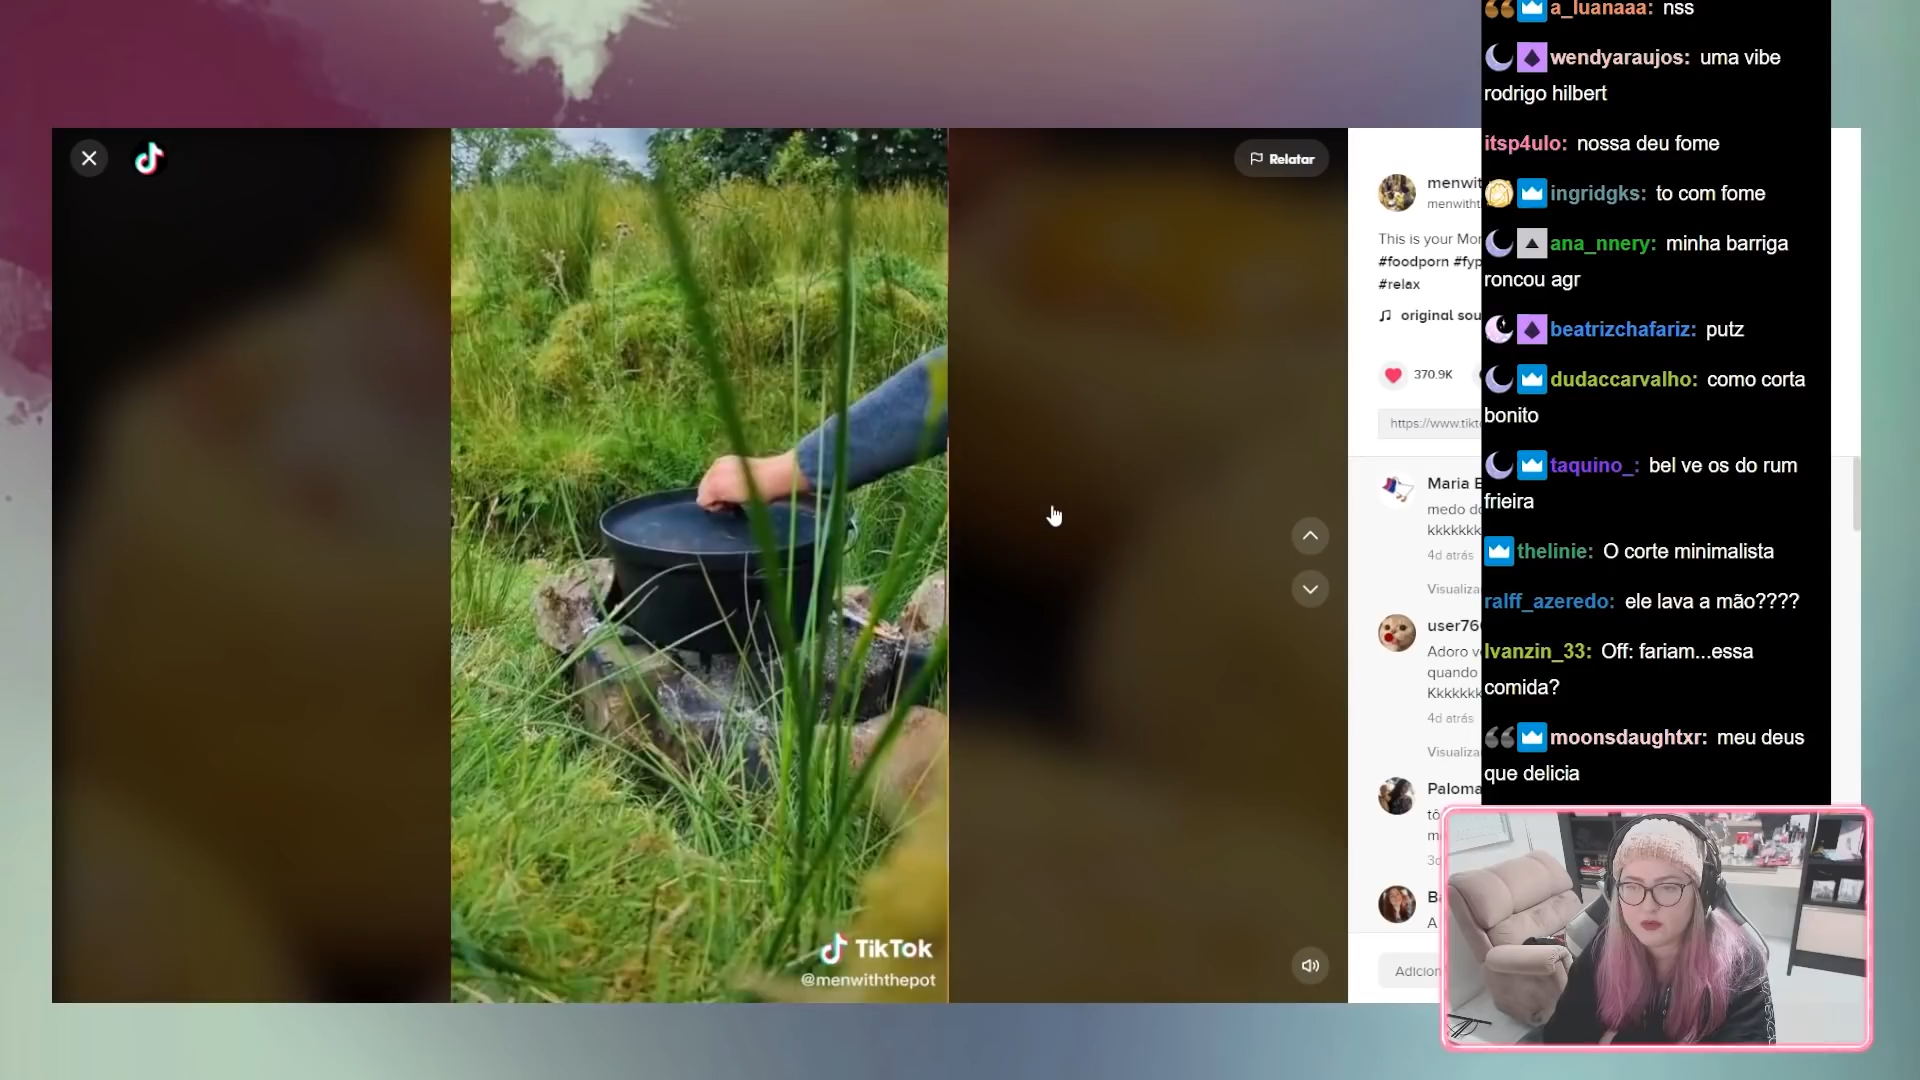 Relatar
TikTok
@menwiththepot
menwit
menwitht
This is your Mor
#foodporn #fyp
#relax
original sou
370.9K
https://www.tikt
Maria E
medo do
kkkkkkk
4d atrás
Visualiza
user76
Adoro v
quando
Kkkkkkk
4d atrás
Visualiza
Paloma
tô
m
3d
B
A
Adicion
a_luanaaa: nss
wendyaraujos: uma vibe
rodrigo hilbert
itsp4ulo: nossa deu fome
ingridgks: to com fome
ana_nnery: minha barriga
roncou agr
beatrizchafariz: putz
dudaccarvalho: como corta
bonito
taquino_: bel ve os do rum
frieira
thelinie: O corte minimalista
ralff_azeredo: ele lava a mão????
Ivanzin_33: Off: fariam...essa
comida?
moonsdaughtxr: meu deus
que delicia